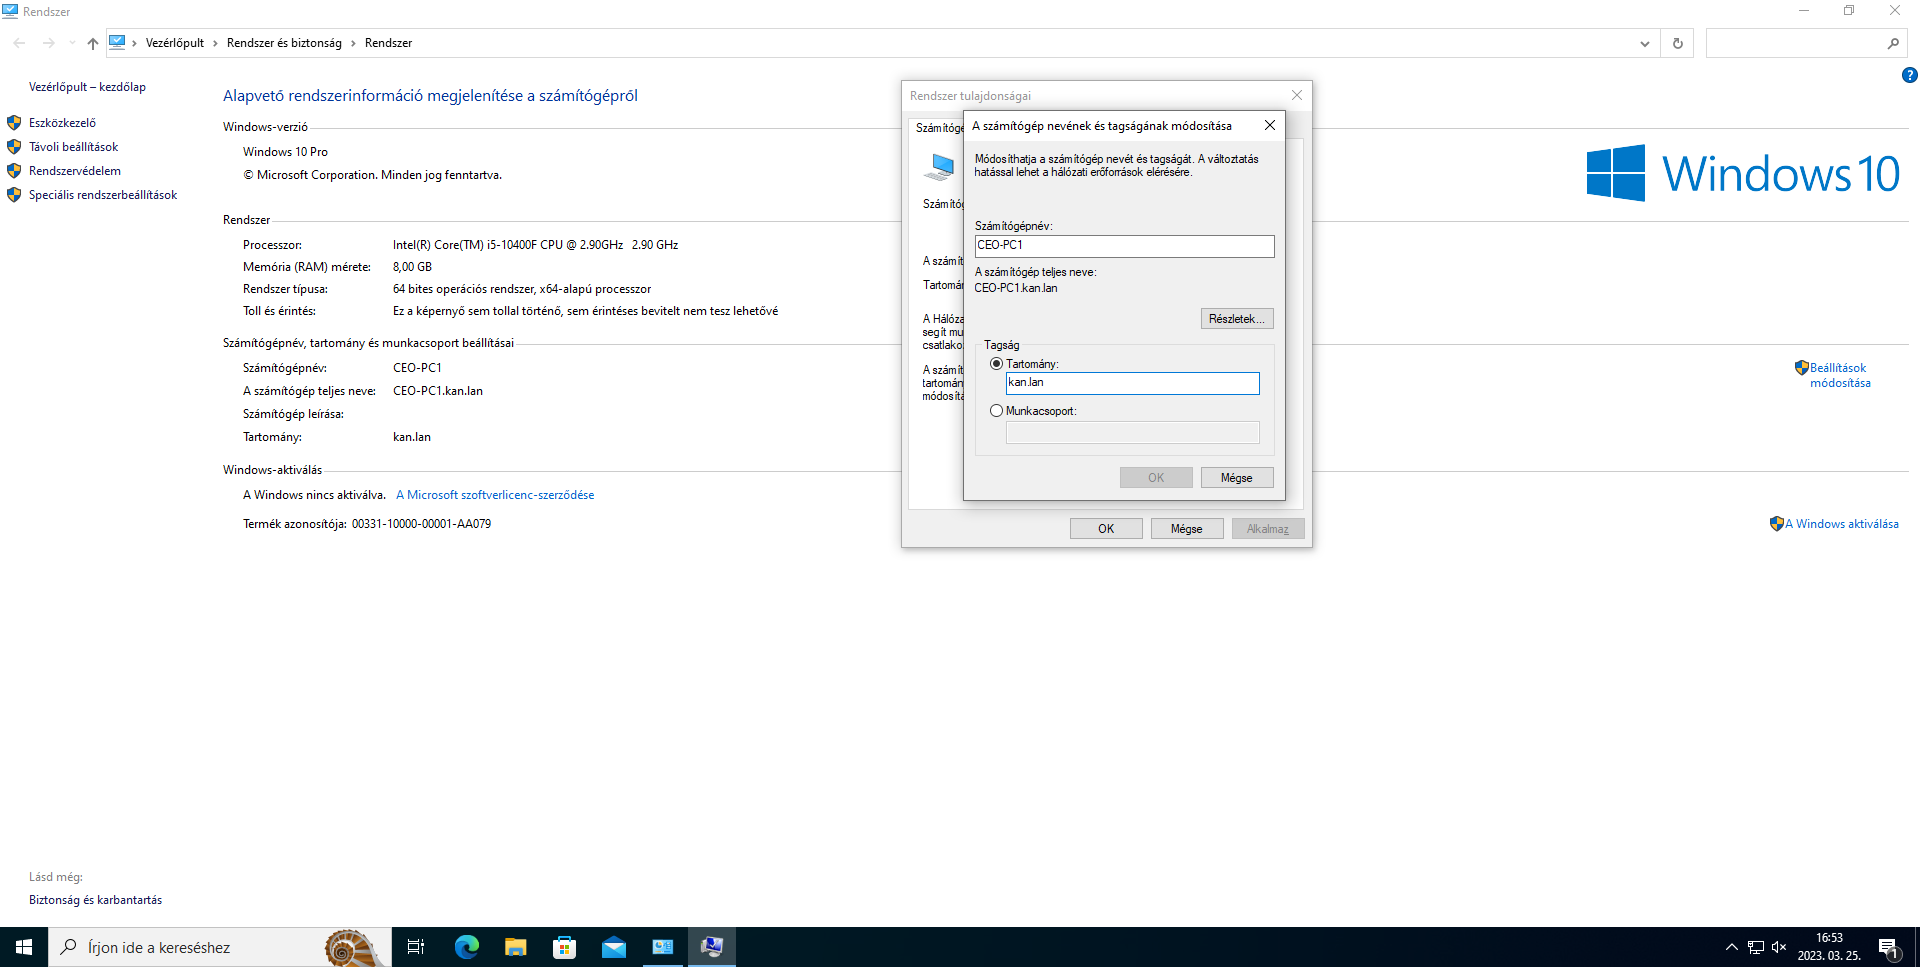 Rendszer
Vezérlőpult › Rendszer és biztonság › Rendszer
Vezérlőpult – kezdőlap
Eszközkezelő
Távoli beállítások
Rendszervédelem
Speciális rendszerbeállítások
Alapvető rendszerinformáció megjelenítése a számítógépről
Windows-verzió
Windows 10 Pro
© Microsoft Corporation. Minden jog fenntartva.
Windows 10
Rendszer
Processzor: Intel(R) Core(TM) i5-10400F CPU @ 2.90GHz 2.90 GHz
Memória (RAM) mérete: 8,00 GB
Rendszer típusa: 64 bites operációs rendszer, x64-alapú processzor
Toll és érintés: Ez a képernyő sem tollal történő, sem érintéses bevitelt nem tesz lehetővé
Számítógépnév, tartomány és munkacsoport beállításai
Számítógépnév: CEO-PC1
A számítógép teljes neve: CEO-PC1.kan.lan
Számítógép leírása:
Tartomány: kan.lan
Beállítások
módosítása
Windows-aktiválás
A Windows nincs aktiválva. A Microsoft szoftverlicenc-szerződése
Termék azonosítója: 00331-10000-00001-AA079
A Windows aktiválása
Rendszer tulajdonságai
Számítóg
Számítóg
A számít
Tartomán
A Hálóza
segít mu
csatlako
A számít
tartomán
módosítá
OK
Mégse
Alkalmaz
A számítógép nevének és tagságának módosítása
Módosíthatja a számítógép nevét és tagságát. A változtatás
hatással lehet a hálózati erőforrások elérésére.
Számítógépnév:
CEO-PC1
A számítógép teljes neve:
CEO-PC1.kan.lan
Részletek...
Tagság
Tartomány:
kan.lan
Munkacsoport:
OK
Mégse
Lásd még:
Biztonság és karbantartás
Írjon ide a kereséshez
16:53
2023. 03. 25.
1